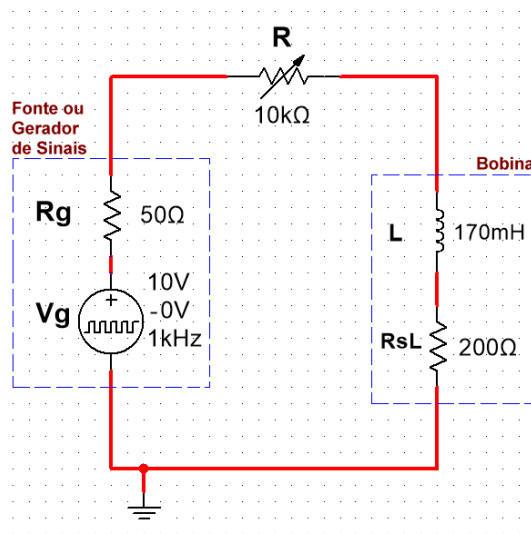 R
10kΩ
Fonte ou
Gerador
de Sinais
Bobina
Rg
50Ω
L
170mH
Vg
10V
-0V
1kHz
+
RsL
200Ω